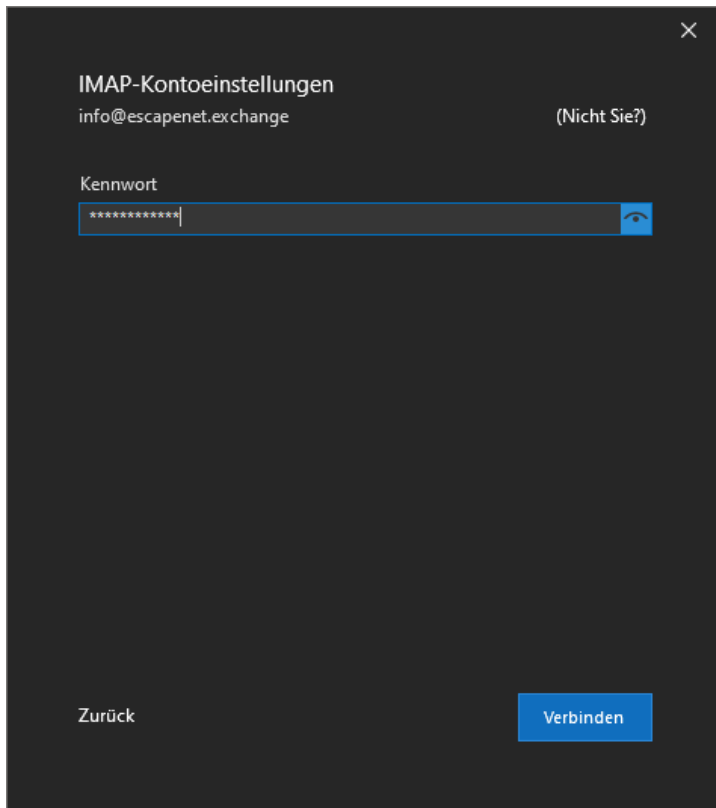 IMAP-Kontoeinstellungen
info@escapenet.exchange (Nicht Sie?)
Kennwort
************
Zurück Verbinden